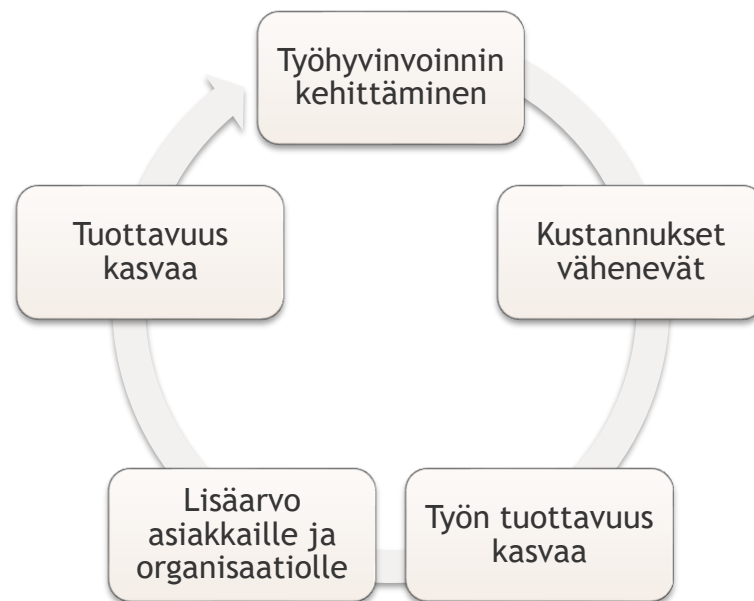 Työhyvinvoinnin
kehittäminen
Kustannukset
vähenevät
Työn tuottavuus
kasvaa
Lisäarvo
asiakkaille ja
organisaatiolle
Tuottavuus
kasvaa